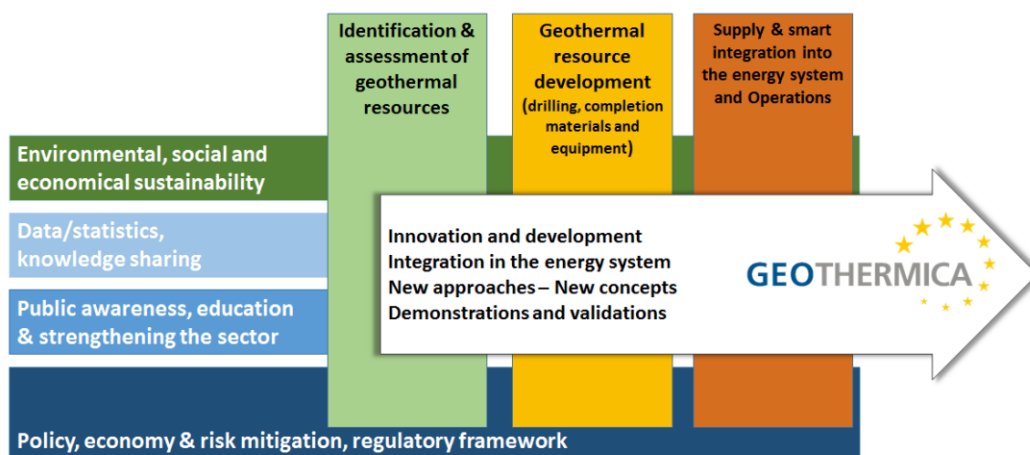 Identification &
assessment of
geothermal
resources
Geothermal
resource
development
(drilling, completion
materials and
equipment)
Supply & smart
integration into
the energy system
and Operations
Environmental, social and
economical sustainability
Data/statistics,
knowledge sharing
Public awareness, education
& strengthening the sector
Innovation and development
Integration in the energy system
New approaches – New concepts
Demonstrations and validations
GEOTHERMICA
Policy, economy & risk mitigation, regulatory framework